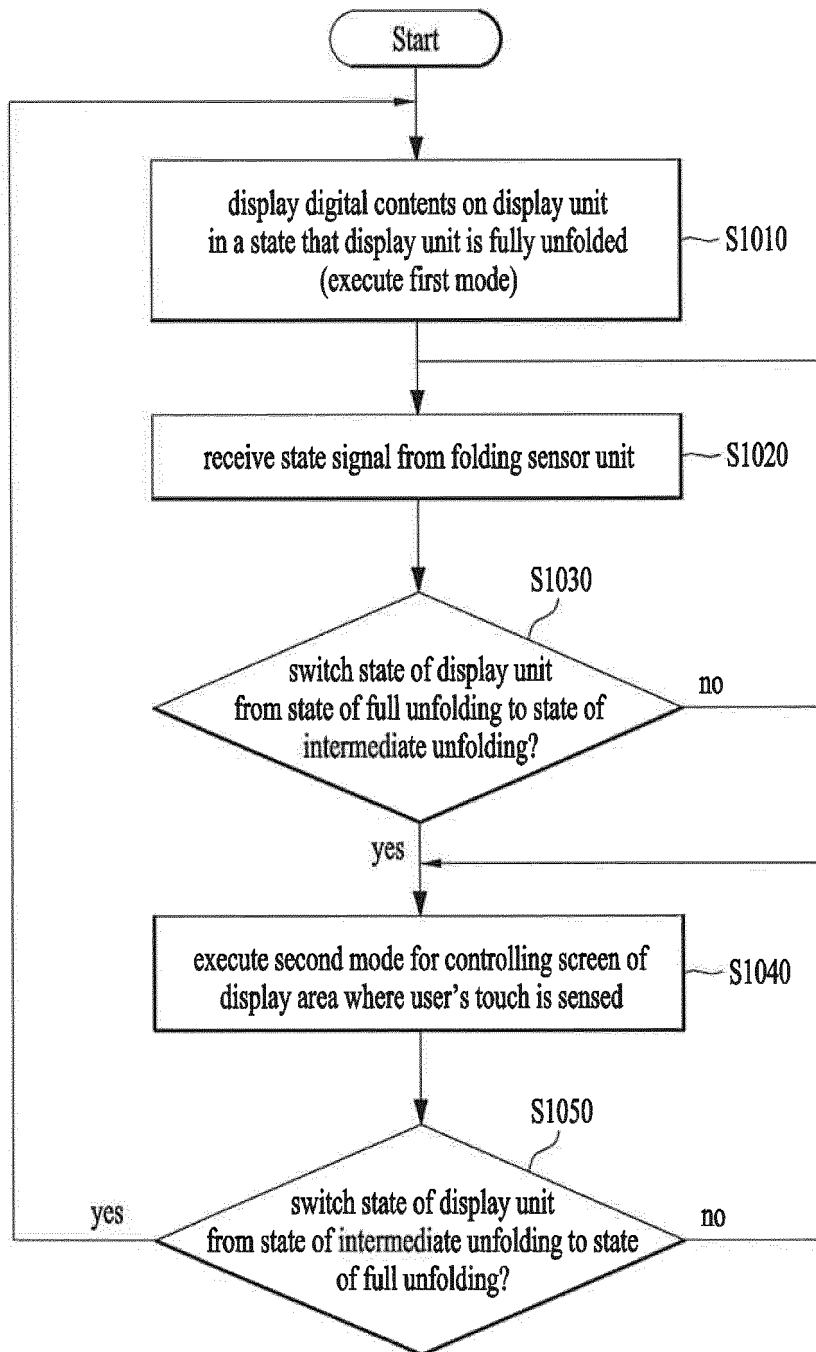 Start
display digital contents on display unit
in a state that display unit is fully unfolded
(execute first mode)
S1010
receive state signal from folding sensor unit
S1020
S1030
switch state of display unit
from state of full unfolding to state of
intermediate unfolding?
no
yes
execute second mode for controlling screen of
display area where user's touch is sensed
S1040
S1050
yes
switch state of display unit
from state of intermediate unfolding to state
of full unfolding?
no